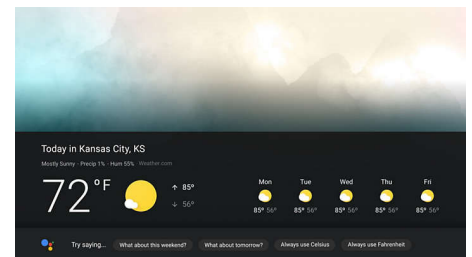 Today in Kansas City, KS
Mostly Sunny · Precip 1% · Hum 55% Weather.com
72°F
↑ 85°
↓ 56°
Mon Tue Wed Thu Fri
85° 56° 85° 56° 85° 56° 85° 56° 85° 56°
Try saying... What about this weekend? What about tomorrow? Always use Celsius Always use Fahrenheit